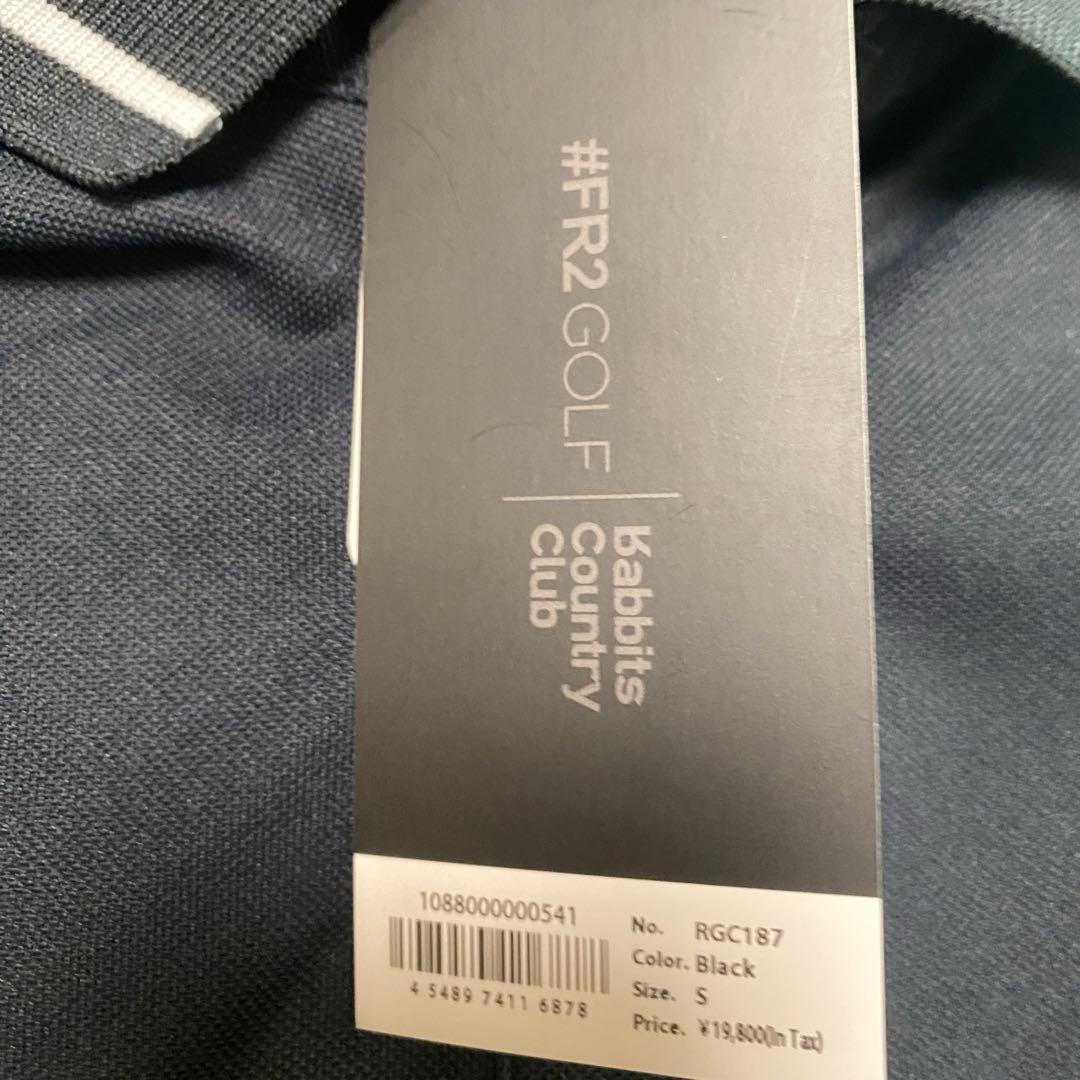 #FR2 GOLF
Rabbits
Country
Club
1088000000541
4 5489 7411 6878
No. RGC187
Color. Black
Size. S
Price. ¥19,800(In Tax)